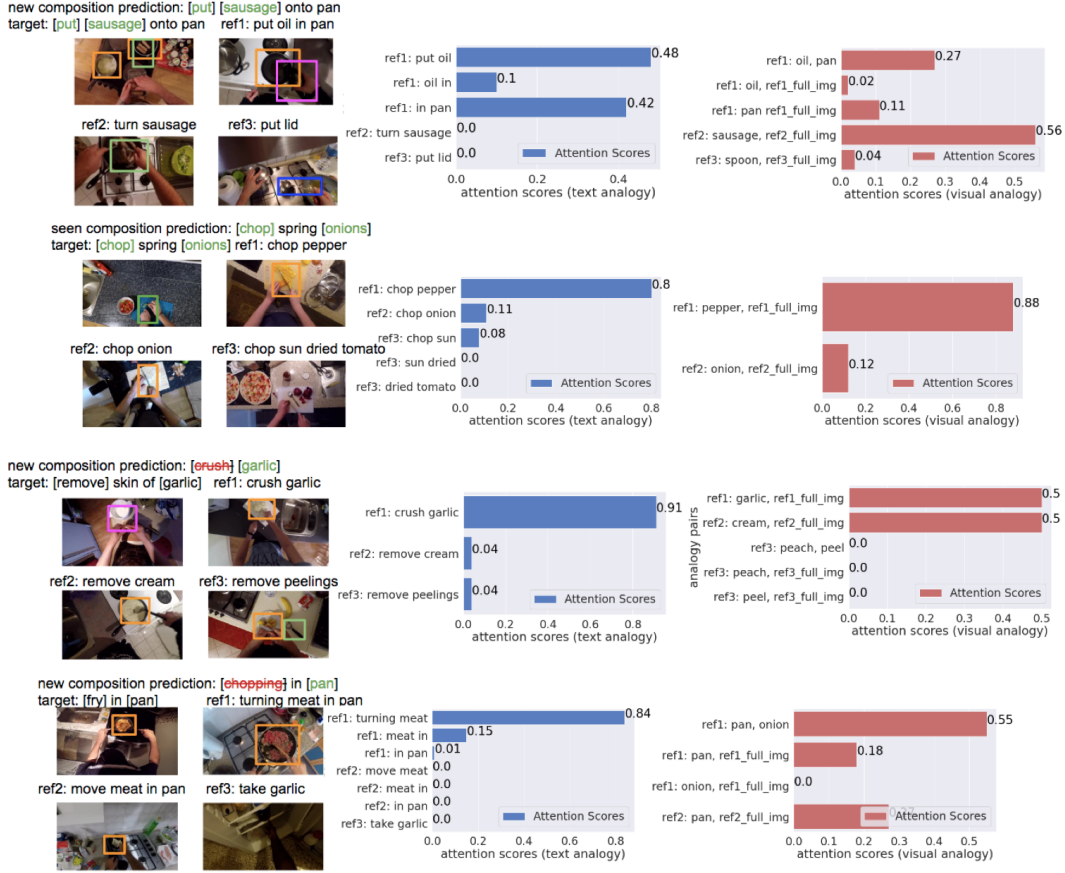 new composition prediction: [put] [sausage] onto pan
target: [put] [sausage] onto pan ref1: put oil in pan
ref2: turn sausage ref3: put lid
ref1: put oil 0.48
ref1: oil in 0.1
ref1: in pan 0.42
ref2: turn sausage 0.0
ref3: put lid 0.0
Attention Scores
0.0 0.2 0.4
attention scores (text analogy)
ref1: oil, pan 0.27
ref1: oil, ref1_full_img 0.02
ref1: pan ref1_full_img 0.11
ref2: sausage, ref2_full_img 0.56
ref3: spoon, ref3_full_img 0.04
Attention Scores
0.0 0.1 0.2 0.3 0.4 0.5
attention scores (visual analogy)
seen composition prediction: [chop] spring [onions]
target: [chop] spring [onions] ref1: chop pepper
ref2: chop onion ref3: chop sun dried tomato
ref1: chop pepper 0.8
ref2: chop onion 0.11
ref3: chop sun 0.08
ref3: sun dried 0.0
ref3: dried tomato 0.0
Attention Scores
0.0 0.2 0.4 0.6 0.8
attention scores (text analogy)
ref1: pepper, ref1_full_img 0.88
ref2: onion, ref2_full_img 0.12
Attention Scores
0.0 0.2 0.4 0.6 0.8
attention scores (visual analogy)
new composition prediction: [crush] [garlic]
target: [remove] skin of [garlic] ref1: crush garlic
ref2: remove cream ref3: remove peelings
ref1: crush garlic 0.91
ref2: remove cream 0.04
ref3: remove peelings 0.04
Attention Scores
0.0 0.2 0.4 0.6 0.8
attention scores (text analogy)
analogy pairs
ref1: garlic, ref1_full_img 0.5
ref2: cream, ref2_full_img 0.5
ref3: peach, peel 0.0
ref3: peach, ref3_full_img 0.0
ref3: peel, ref3_full_img 0.0
Attention Scores
0.0 0.1 0.2 0.3 0.4 0.5
attention scores (visual analogy)
new composition prediction: [chopping] in [pan]
target: [fry] in [pan] ref1: turning meat in pan
ref2: move meat in pan ref3: take garlic
ref1: turning meat 0.84
ref1: meat in 0.15
ref1: in pan 0.01
ref2: move meat 0.0
ref2: meat in 0.0
ref2: in pan 0.0
ref3: take garlic 0.0
Attention Scores
0.0 0.2 0.4 0.6 0.8
attention scores (text analogy)
ref1: pan, onion 0.55
ref1: pan, ref1_full_img 0.18
ref1: onion, ref1_full_img 0.0
ref2: pan, ref2_full_img 0.27
Attention Scores
0.0 0.1 0.2 0.3 0.4 0.5
attention scores (visual analogy)